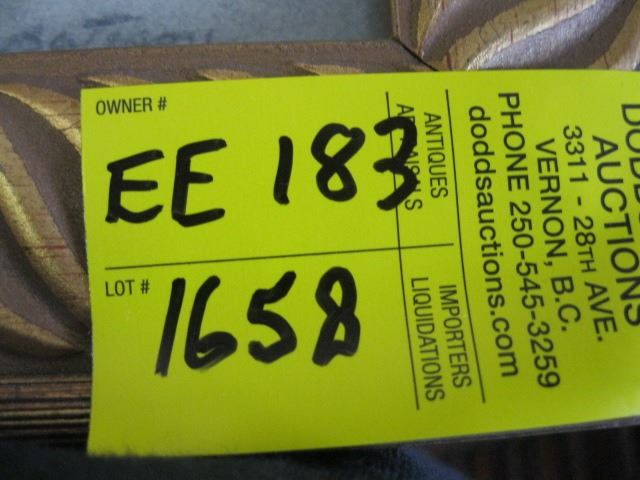 OWNER #
EE 183
LOT #
1658
ANTIQUES
APPRAISALS
IMPORTERS
LIQUIDATIONS
DODDS
AUCTIONS
3311 - 28TH AVE.
VERNON, B.C.
PHONE 250-545-3259
doddsauctions.com